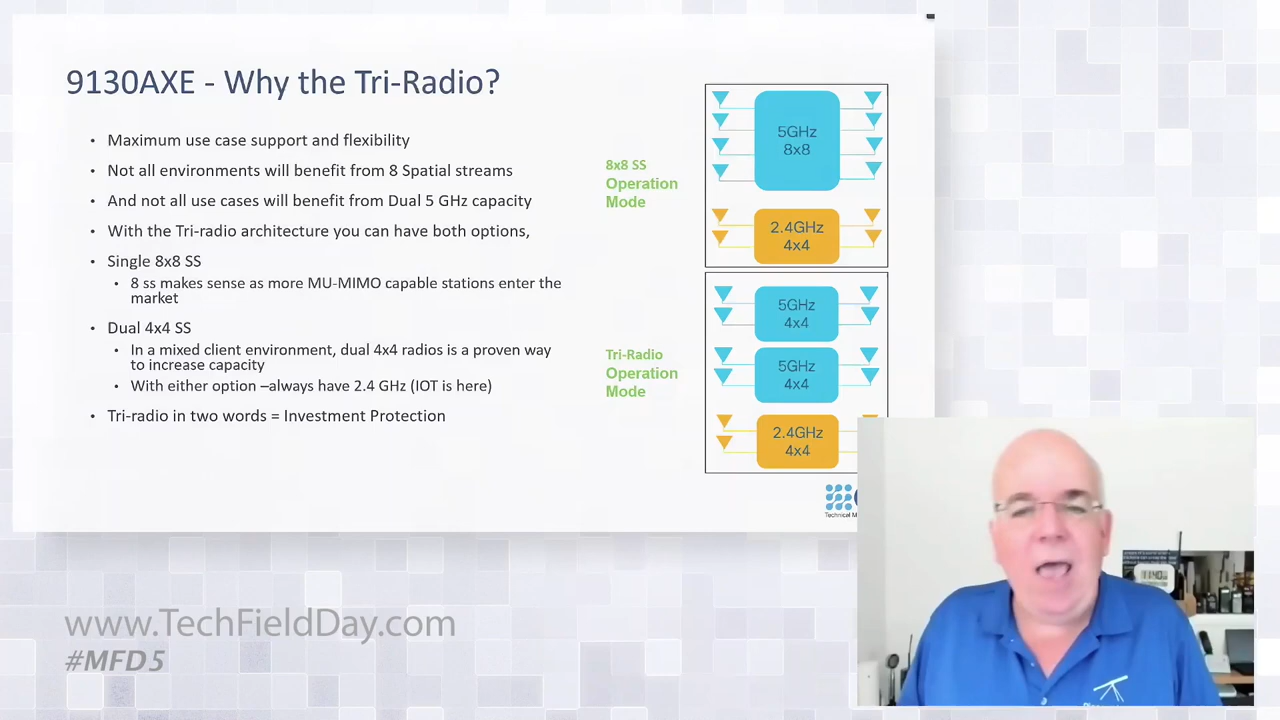 9130AXE - Why the Tri-Radio?
• Maximum use case support and flexibility
• Not all environments will benefit from 8 Spatial streams
• And not all use cases will benefit from Dual 5 GHz capacity
• With the Tri-radio architecture you can have both options,
• Single 8x8 SS
• 8 ss makes sense as more MU-MIMO capable stations enter the
market
• Dual 4x4 SS
• In a mixed client environment, dual 4x4 radios is a proven way
to increase capacity
• With either option –always have 2.4 GHz (IOT is here)
• Tri-radio in two words = Investment Protection
8x8 SS
Operation
Mode
5GHz
8x8
2.4GHz
4x4
Tri-Radio
Operation
Mode
5GHz
4x4
5GHz
4x4
2.4GHz
4x4
Technical
www.TechFieldDay.com
#MFD5